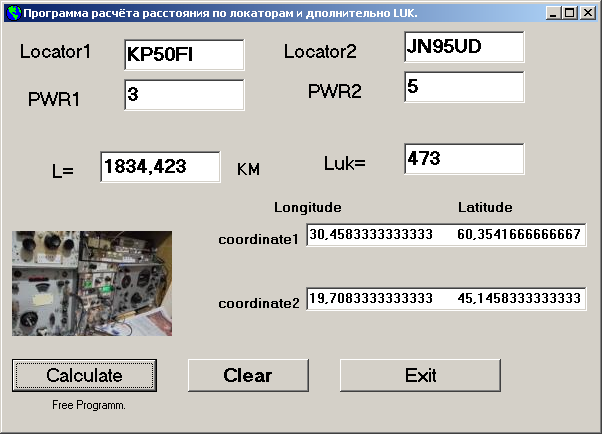 Программа расчёта расстояния по локаторам и дполнительно LUK.
Locator1 KP50FI Locator2 JN95UD
PWR1 3 PWR2 5
L= 1834,423 KM Luk= 473
Longitude Latitude
coordinate1 30,4583333333333 60,3541666666667
coordinate2 19,7083333333333 45,1458333333333
Calculate Clear Exit
Free Programm.